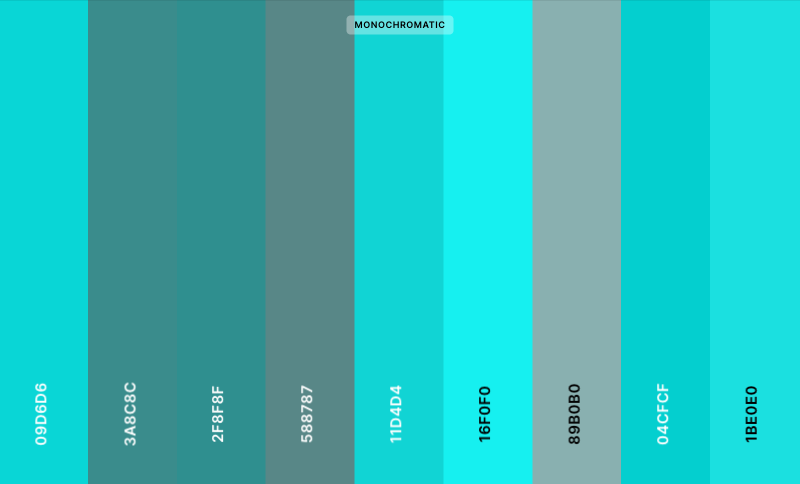 MONOCHROMATIC
09D6D6
3A8C8C
2F8F8F
588787
11D4D4
16F0F0
89B0B0
04CFCF
1BE0E0